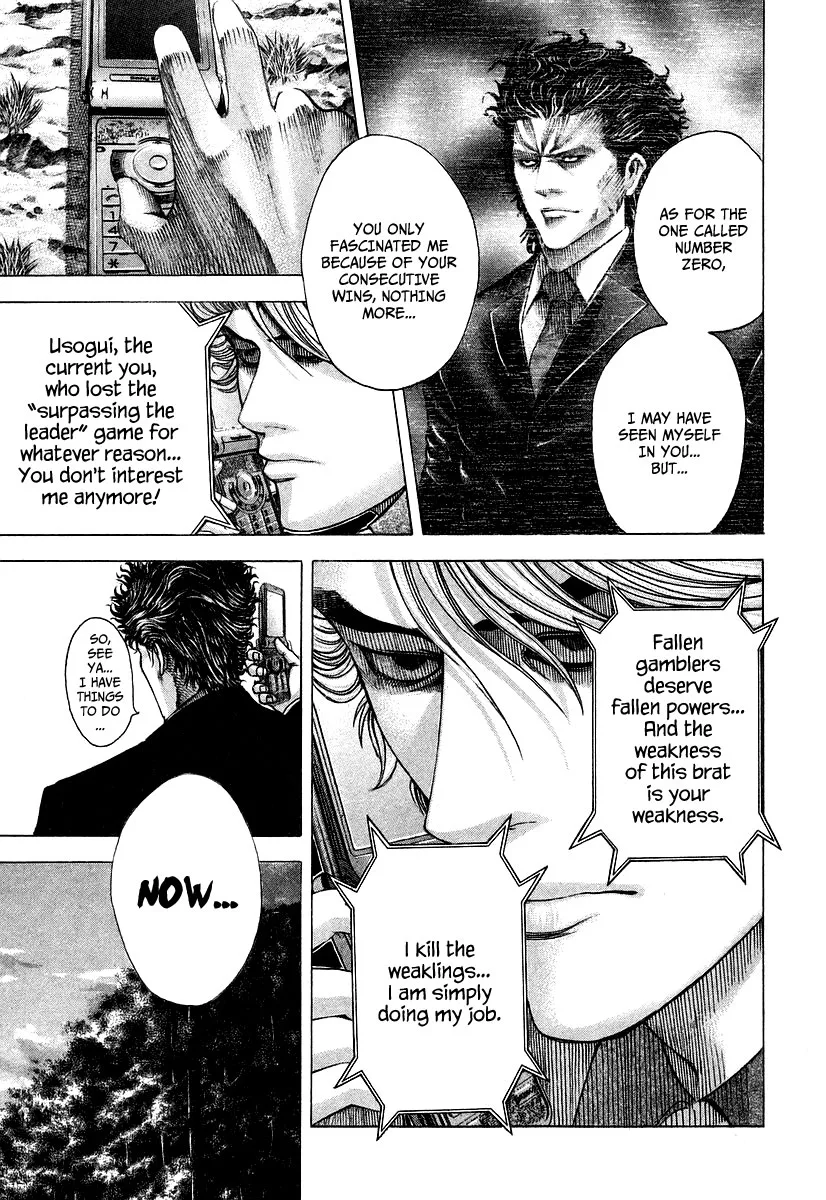 AS FOR THE
ONE CALLED
NUMBER
ZERO,
I MAY HAVE
SEEN MYSELF
IN YOU...
BUT...
YOU ONLY
FASCINATED ME
BECAUSE OF YOUR
CONSECUTIVE
WINS, NOTHING
MORE...
1
4
7
*
Usogui, the
current you,
who lost the
"surpassing the
leader" game for
whatever reason...
You don't interest
me anymore!
Fallen
gamblers
deserve
fallen powers...
And the
weakness
of this brat
is your
weakness.
I kill the
weaklings...
I am simply
doing my job.
SO,
SEE
YA...
I HAVE
THINGS
TO DO
...
NOW...